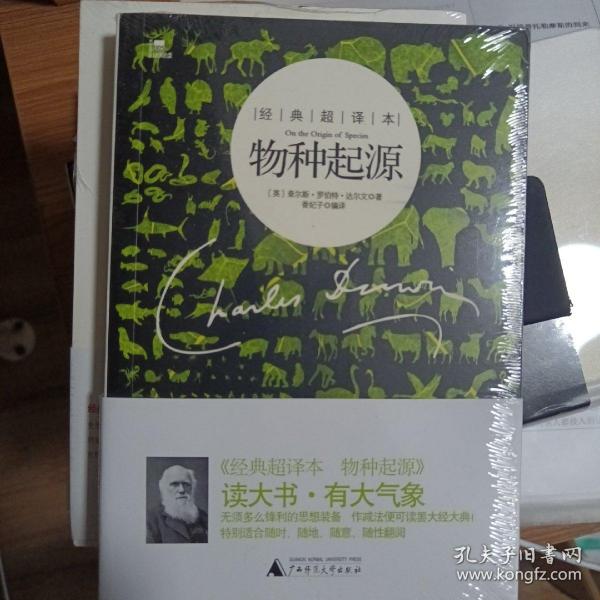 经典超译本
On the Origin of Species
物种起源
［英］查尔斯·罗伯特·达尔文◎著
香妃子◎编译
Charles Darwin
《经典超译本 物种起源》
读大书·有大气象
无须多么锋利的思想装备 作减法便可读罢大经大典！
特别适合随时、随地、随意、随性翻阅
GUANGXI NORMAL UNIVERSITY PRESS
广西师范大学出版社
孔夫子旧书网
www.kongfz.com